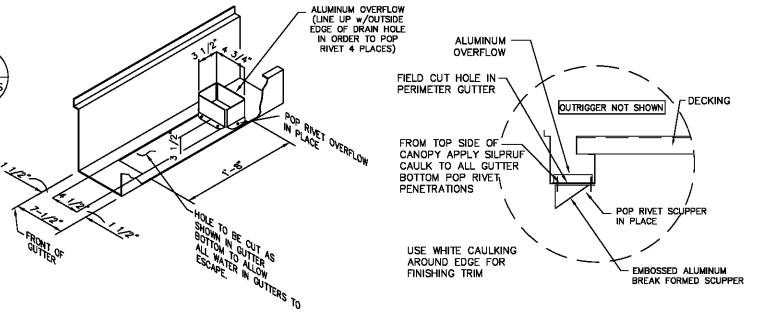 ALUMINUM OVERFLOW
(LINE UP w/OUTSIDE
EDGE OF DRAIN HOLE
IN ORDER TO POP
RIVET 4 PLACES)
3 1/2"
4 3/4"
POP RIVET OVERFLOW
IN PLACE
3 1/2
1'-8"
1 1/2"
4 1/2"
7-1/2"
1 1/2"
FRONT OF
GUTTER
HOLE TO BE CUT AS
SHOWN IN GUTTER
BOTTOM TO ALLOW
ALL WATER IN GUTTERS TO
ESCAPE.
ALUMINUM
OVERFLOW
FIELD CUT HOLE IN
PERIMETER GUTTER
OUTRIGGER NOT SHOWN
DECKING
FROM TOP SIDE OF
CANOPY APPLY SILPRUF
CAULK TO ALL GUTTER
BOTTOM POP RIVET
PENETRATIONS
POP RIVET SCUPPER
IN PLACE
USE WHITE CAULKING
AROUND EDGE FOR
FINISHING TRIM
EMBOSSED ALUMINUM
BREAK FORMED SCUPPER